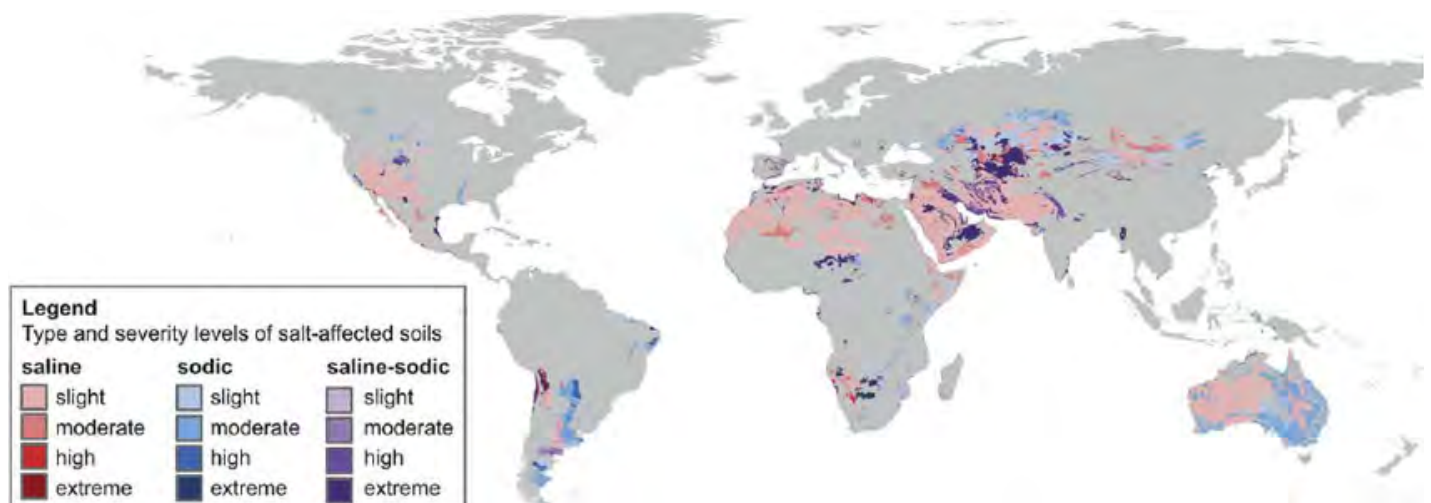 Legend
Type and severity levels of salt-affected soils
saline sodic saline-sodic
slight slight slight
moderate moderate moderate
high high high
extreme extreme extreme